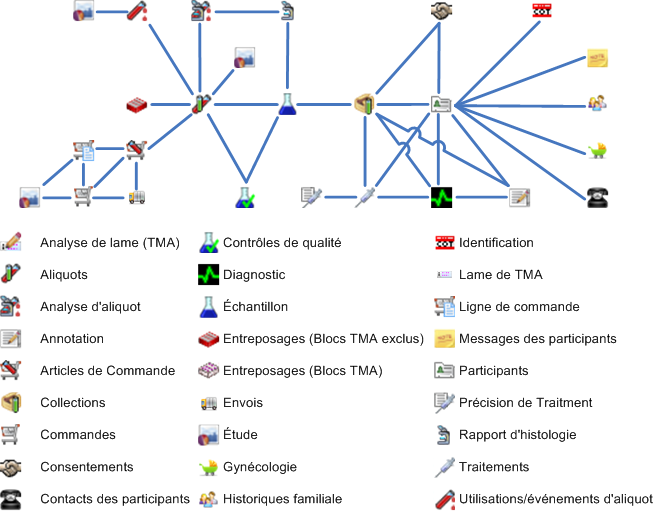 NOTE
Analyse de lame (TMA)
Contrôles de qualité
Identification
Aliquots
Diagnostic
Lame de TMA
Analyse d'aliquot
Échantillon
Ligne de commande
Annotation
Entreposages (Blocs TMA exclus)
Messages des participants
Articles de Commande
Entreposages (Blocs TMA)
Participants
Collections
Envois
Précision de Traitment
Commandes
Étude
Rapport d'histologie
Consentements
Gynécologie
Traitements
Contacts des participants
Historiques familiale
Utilisations/événements d'aliquot